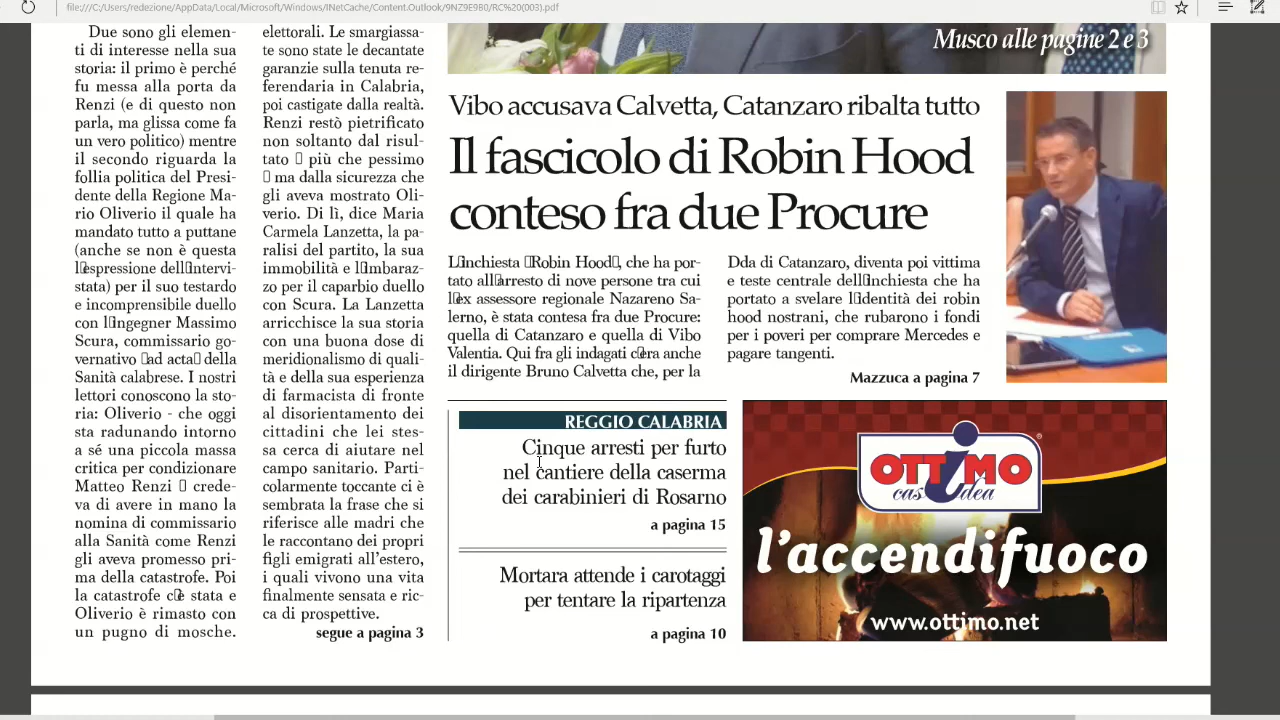 file:///C:/Users/redezione/AppData/Local/Microsoft/Windows/INetCache/Content.Outlook/9NZ9E980/RC%20(003).pdf
Due sono gli elemen-
ti di interesse nella sua
storia: il primo è perché
fu messa alla porta da
Renzi (e di questo non
parla, ma glissa come fa
un vero politico) mentre
il secondo riguarda la
follia politica del Presi-
dente della Regione Ma-
rio Oliverio il quale ha
mandato tutto a puttane
(anche se non è questa
l▯espressione dell▯intervi-
stata) per il suo testardo
e incomprensibile duello
con l▯ingegner Massimo
Scura, commissario go-
vernativo ▯ad acta▯ della
Sanità calabrese. I nostri
lettori conoscono la sto-
ria: Oliverio - che oggi
sta radunando intorno
a sé una piccola massa
critica per condizionare
Matteo Renzi ▯ crede-
va di avere in mano la
nomina di commissario
alla Sanità come Renzi
gli aveva promesso pri-
ma della catastrofe. Poi
la catastrofe c▯è stata e
Oliverio è rimasto con
un pugno di mosche.
elettorali. Le smargiassa-
te sono state le decantate
garanzie sulla tenuta re-
ferendaria in Calabria,
poi castigate dalla realtà.
Renzi restò pietrificato
non soltanto dal risul-
tato ▯ più che pessimo
▯ ma dalla sicurezza che
gli aveva mostrato Oli-
verio. Di lì, dice Maria
Carmela Lanzetta, la pa-
ralisi del partito, la sua
immobilità e l▯imbaraz-
zo per il caparbio duello
con Scura. La Lanzetta
arricchisce la sua storia
con una buona dose di
meridionalismo di quali-
tà e della sua esperienza
di farmacista di fronte
al disorientamento dei
cittadini che lei stes-
sa cerca di aiutare nel
campo sanitario. Parti-
colarmente toccante ci è
sembrata la frase che si
riferisce alle madri che
le raccontano dei propri
figli emigrati all'estero,
i quali vivono una vita
finalmente sensata e ric-
ca di prospettive.
segue a pagina 3
Musco alle pagine 2 e 3
Vibo accusava Calvetta, Catanzaro ribalta tutto
Il fascicolo di Robin Hood
conteso fra due Procure
L▯inchiesta ▯Robin Hood▯, che ha por-
tato all▯arresto di nove persone tra cui
l▯ex assessore regionale Nazareno Sa-
lerno, è stata contesa fra due Procure:
quella di Catanzaro e quella di Vibo
Valentia. Qui fra gli indagati c▯era anche
il dirigente Bruno Calvetta che, per la
Dda di Catanzaro, diventa poi vittima
e teste centrale dell▯inchiesta che ha
portato a svelare l▯identità dei robin
hood nostrani, che rubarono i fondi
per i poveri per comprare Mercedes e
pagare tangenti.
Mazzuca a pagina 7
REGGIO CALABRIA
Cinque arresti per furto
nel cantiere della caserma
dei carabinieri di Rosarno
a pagina 15
Mortara attende i carotaggi
per tentare la ripartenza
a pagina 10
OTTiMO
casIdea
l'accendifuoco
www.ottimo.net